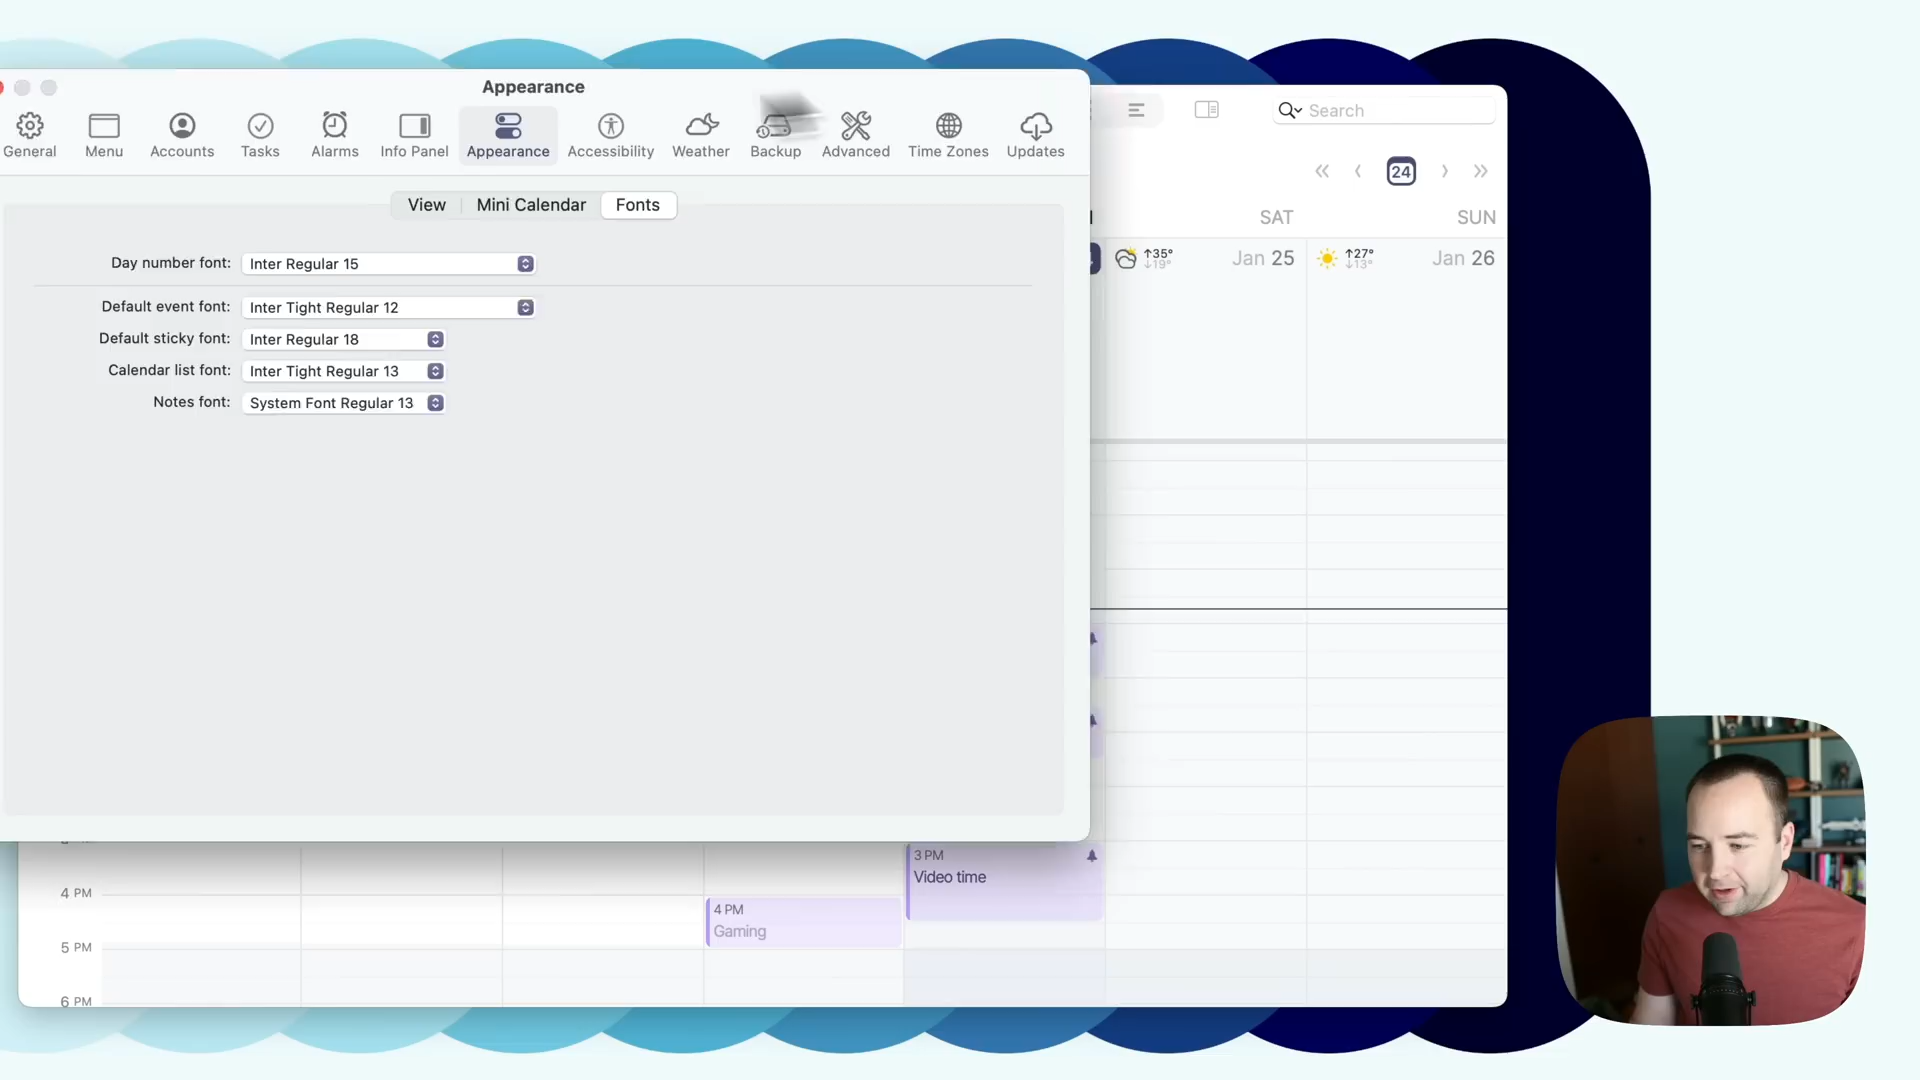 Appearance
General
Menu
Accounts
Tasks
Alarms
Info Panel
Appearance
Accessibility
Weather
Backup
Advanced
Time Zones
Updates
View
Mini Calendar
Fonts
Day number font: Inter Regular 15
Default event font: Inter Tight Regular 12
Default sticky font: Inter Regular 18
Calendar list font: Inter Tight Regular 13
Notes font: System Font Regular 13
Search
24
SAT
SUN
↑35°
↓19°
Jan 25
↑27°
↓13°
Jan 26
3 PM
Video time
4 PM
4 PM
Gaming
5 PM
6 PM